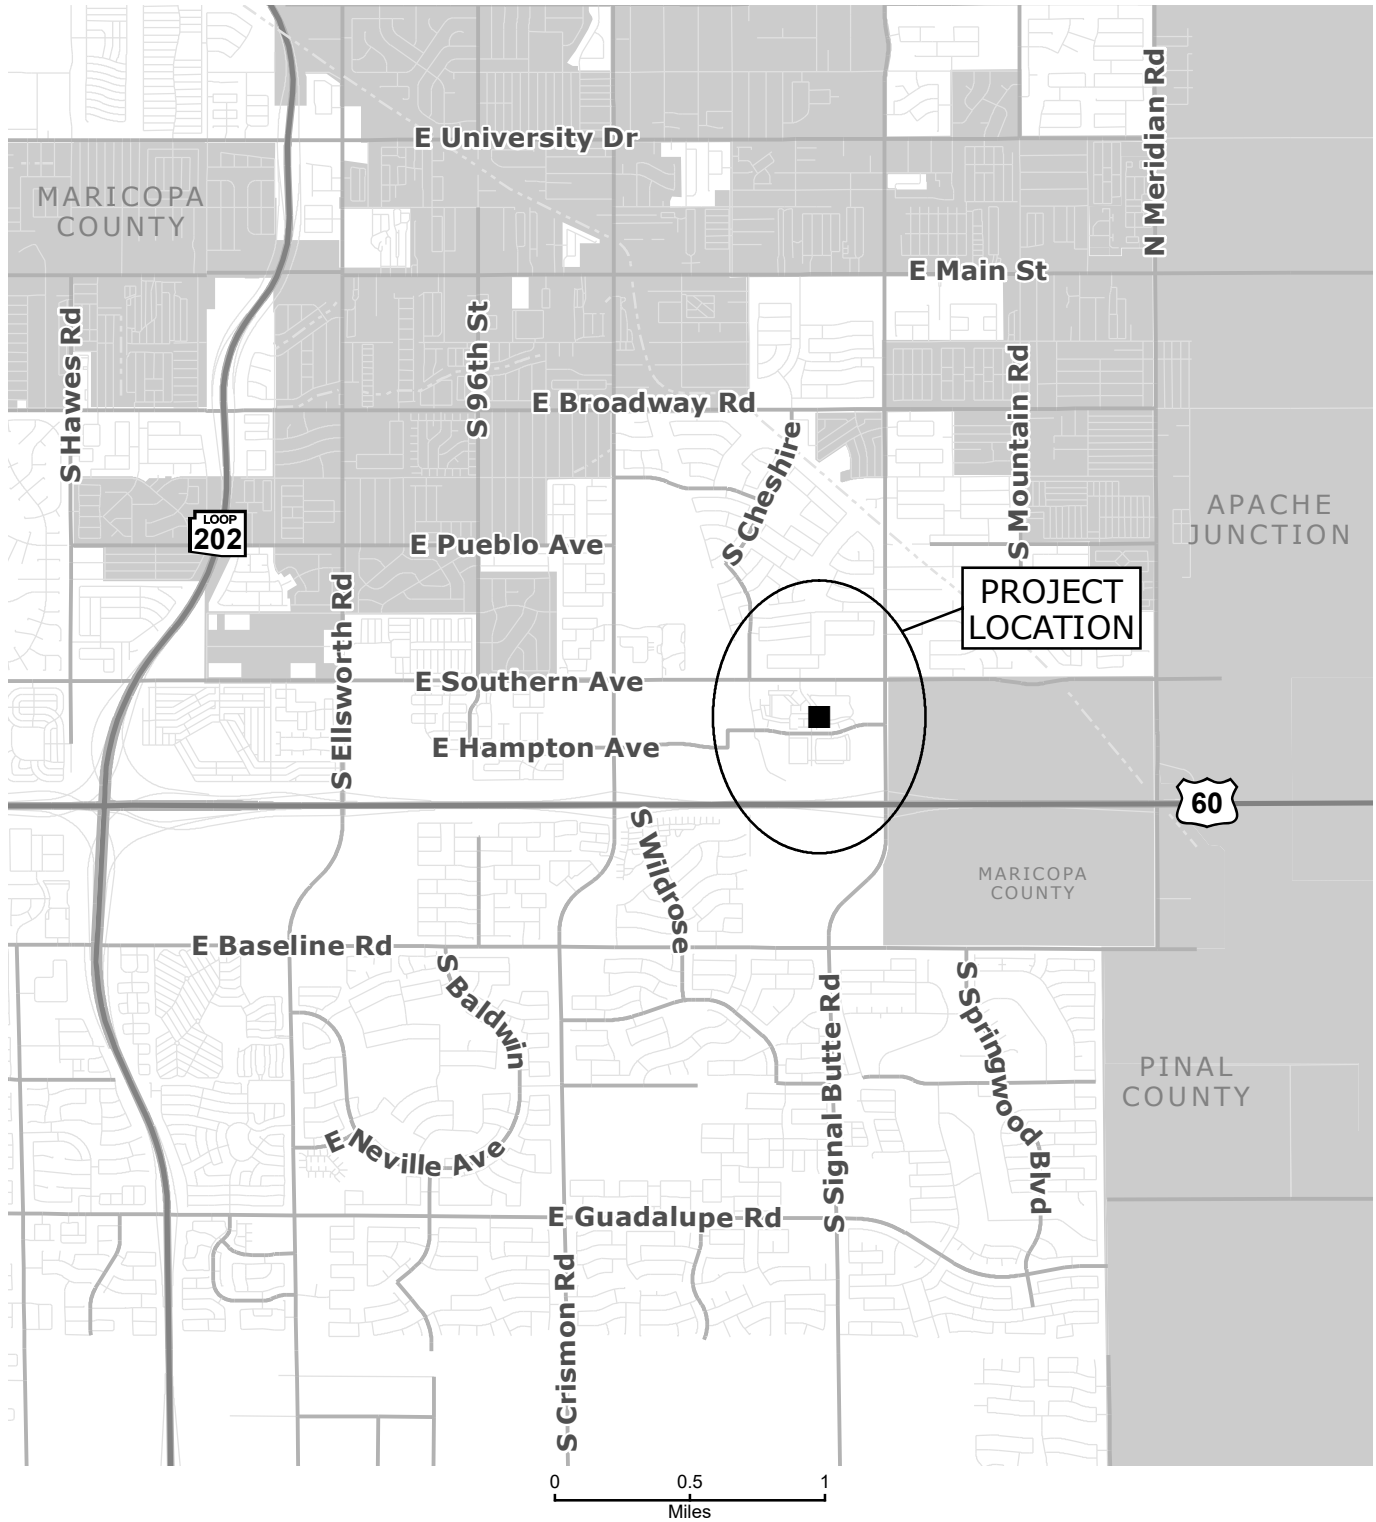 E University Dr
N Meridian Rd
MARICOPA
COUNTY
E Main St
S Hawes Rd
S 96th St
S Mountain Rd
E Broadway Rd
S Cheshire
APACHE
JUNCTION
LOOP
202
E Pueblo Ave
S Ellsworth Rd
PROJECT
LOCATION
E Southern Ave
E Hampton Ave
60
S Wildrose
MARICOPA
COUNTY
E Baseline Rd
S Baldwin
S Signal Butte Rd
S Springwood Blvd
PINAL
COUNTY
E Neville Ave
E Guadalupe Rd
S Crismon Rd
0 0.5 1
Miles